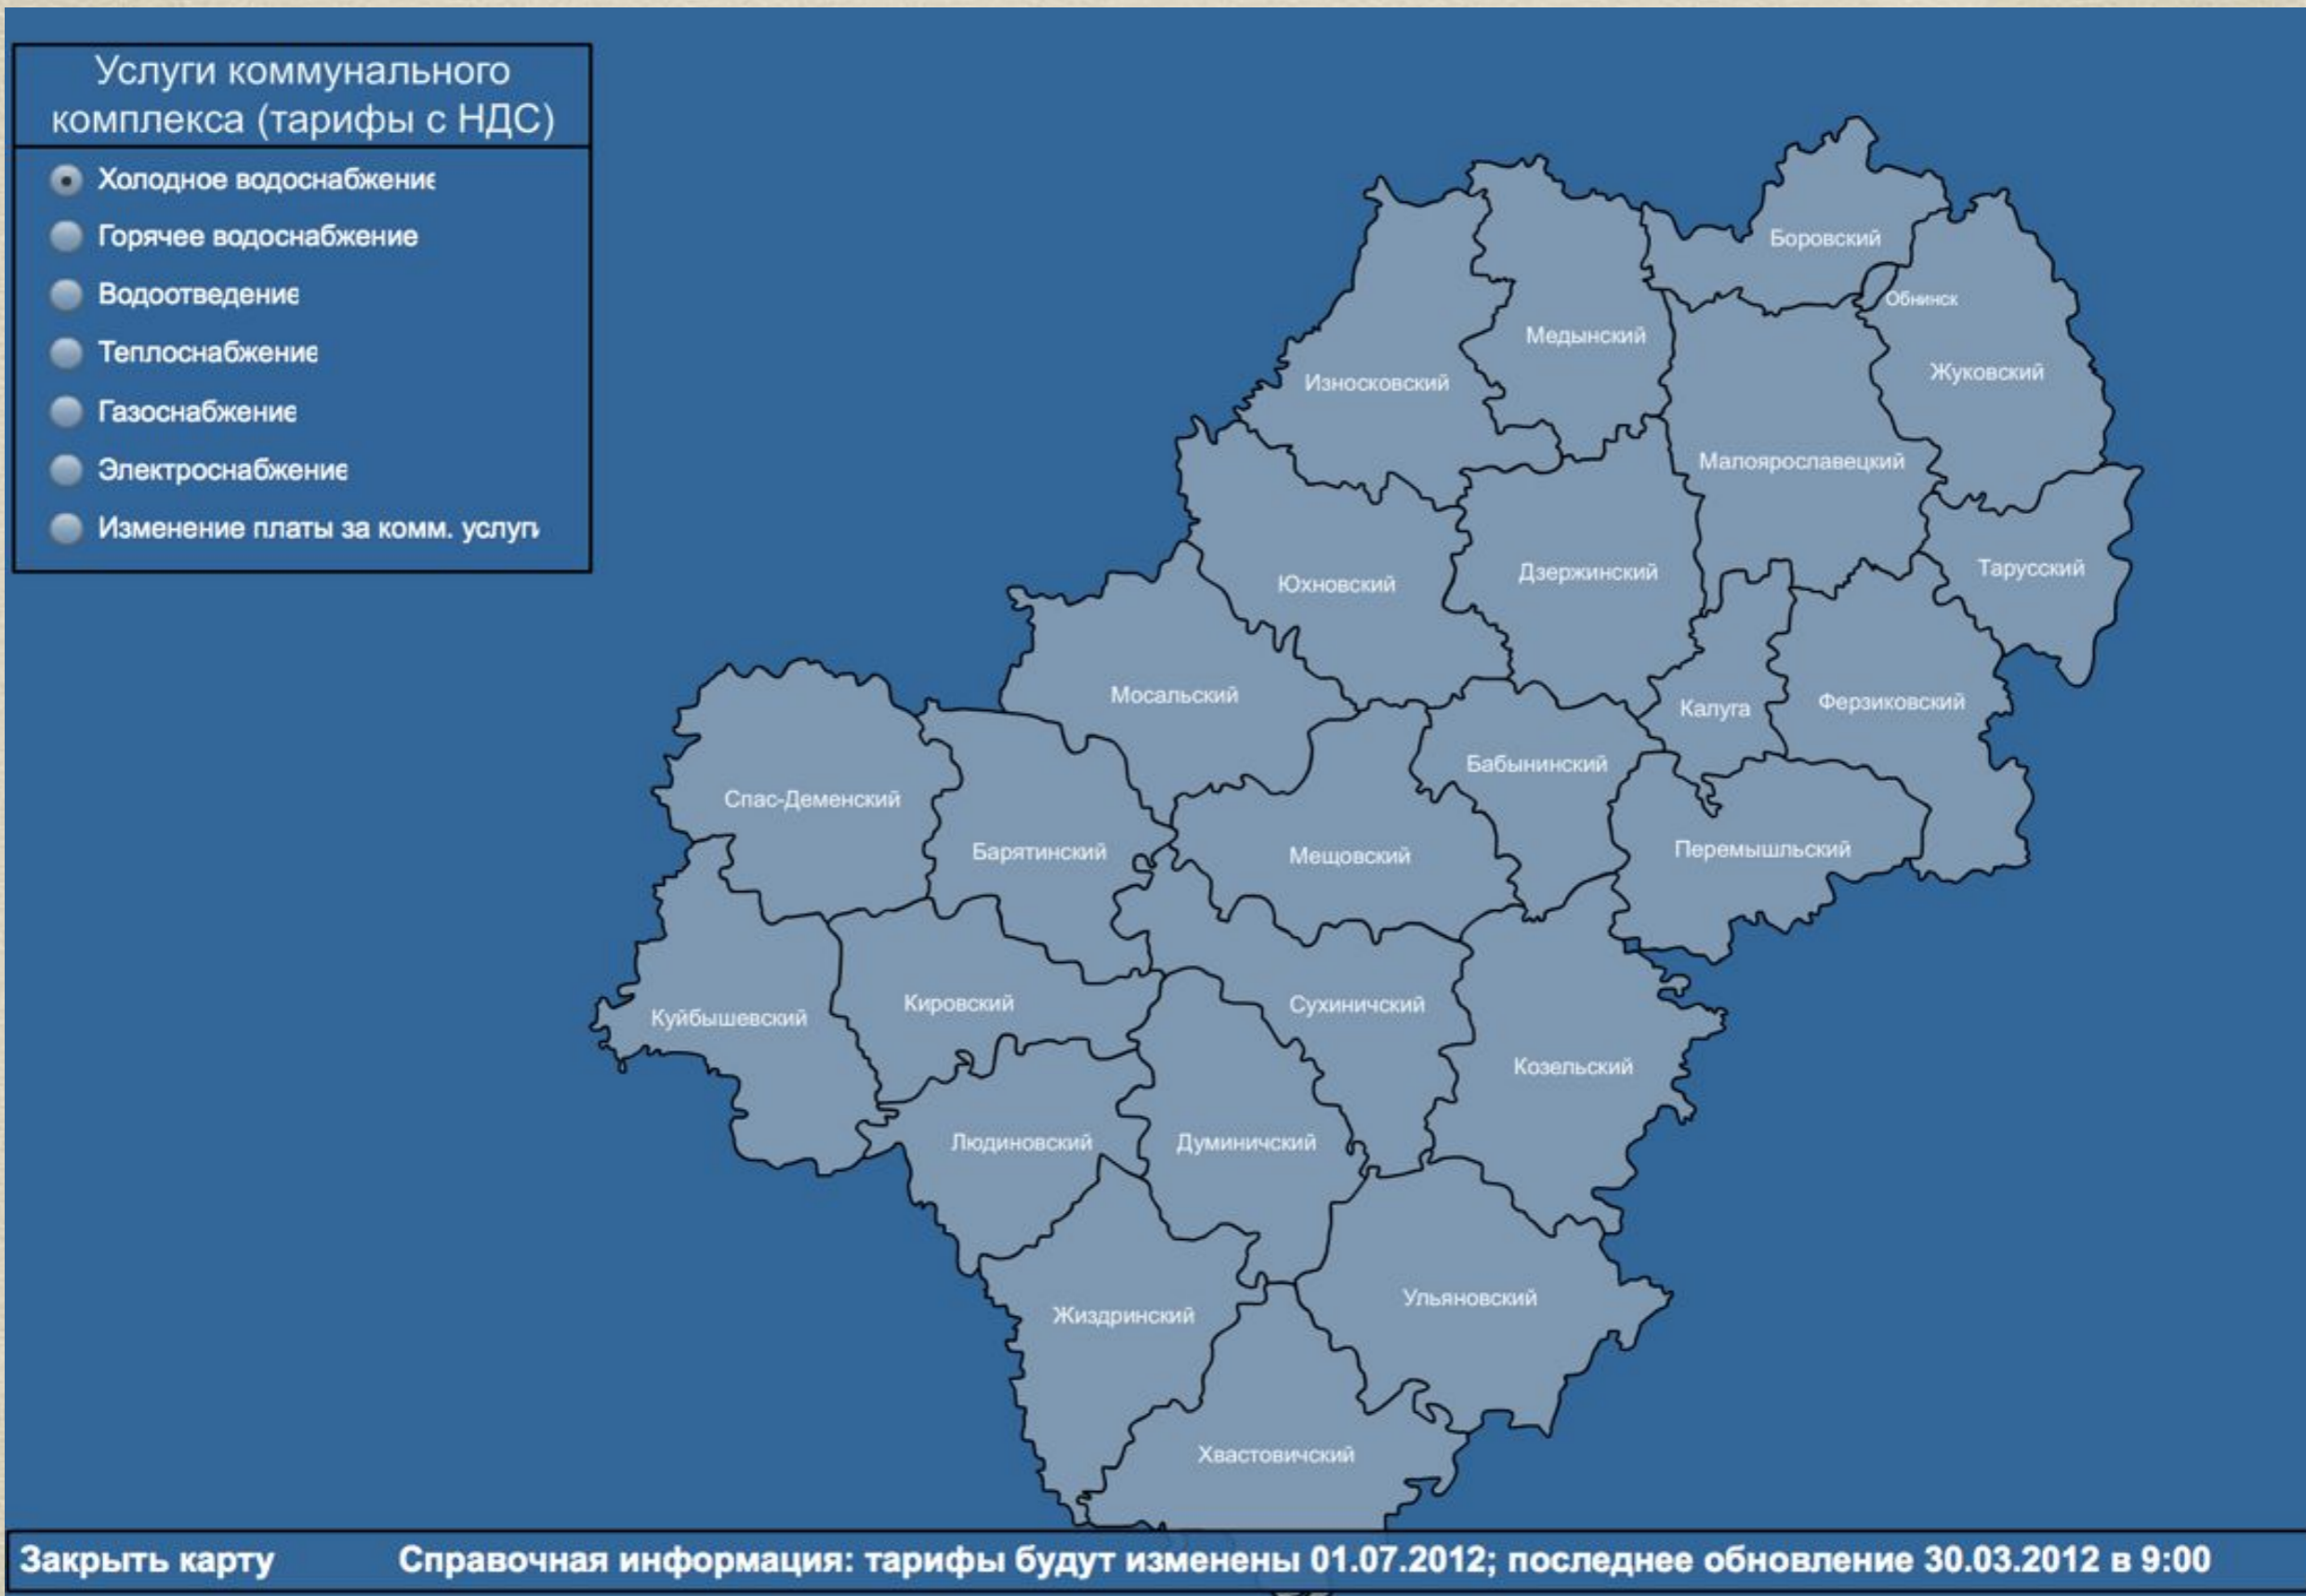 Услуги коммунального
комплекса (тарифы с НДС)
Холодное водоснабжение
Горячее водоснабжение
Водоотведение
Теплоснабжение
Газоснабжение
Электроснабжение
Изменение платы за комм. услуги
Боровский
Обнинск
Медынский
Жуковский
Износковский
Малоярославецкий
Тарусский
Дзержинский
Юхновский
Мосальский
Ферзиковский
Калуга
Бабынинский
Спас-Деменский
Перемышльский
Барятинский
Мещовский
Кировский
Сухиничский
Куйбышевский
Козельский
Людиновский
Думиничский
Ульяновский
Жиздринский
Хвастовичский
Закрыть карту
Справочная информация: тарифы будут изменены 01.07.2012; последнее обновление 30.03.2012 в 9:00